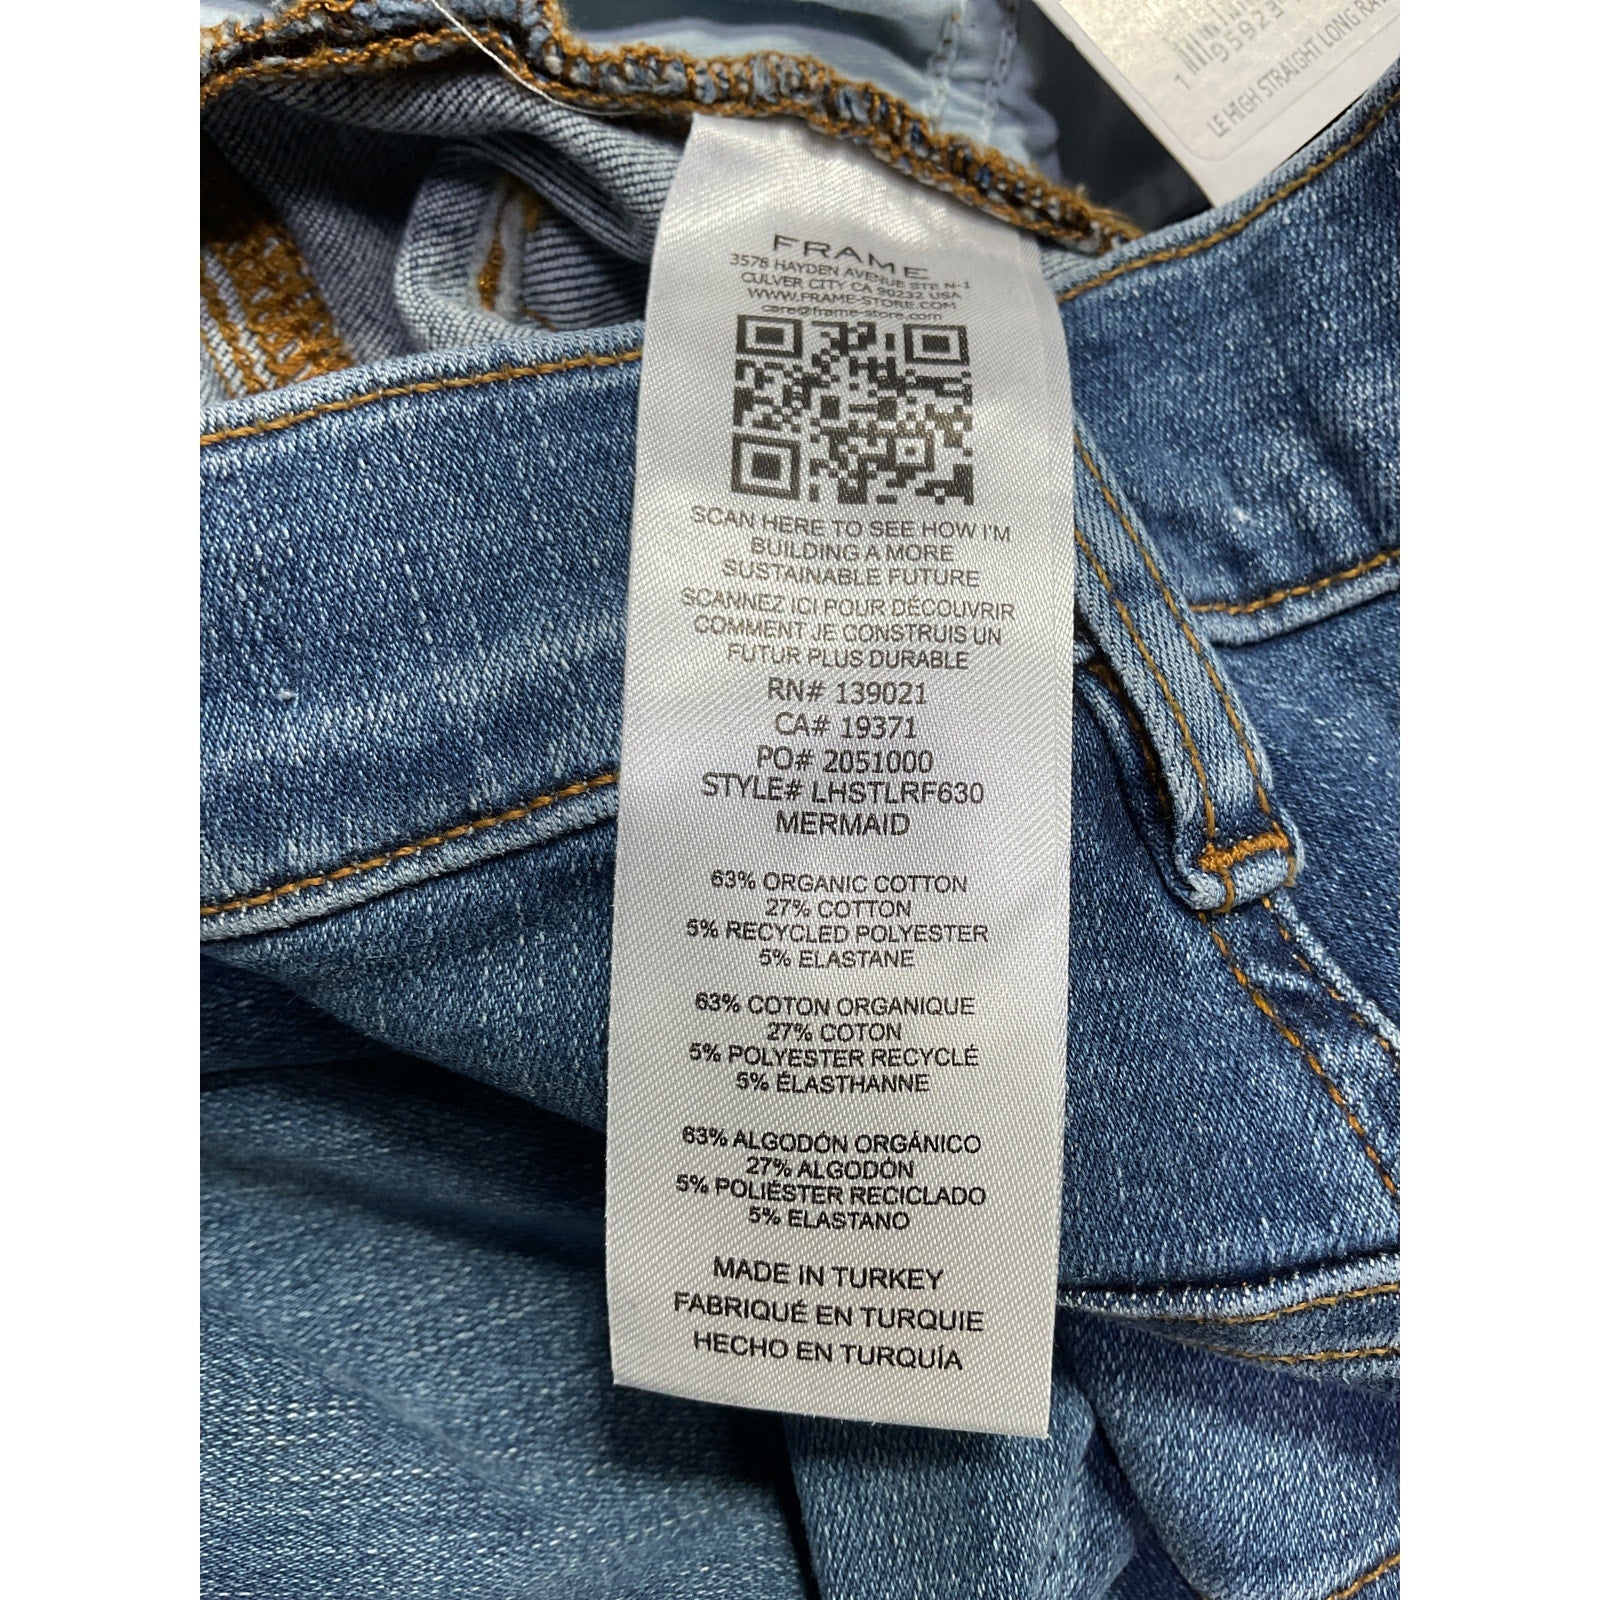 95923
1
LE HIGH STRAIGHT LONG
FRAME
3578 HAYDEN AVENUE STE N-1
CULVER CITY CA 90232 USA
WWW.FRAME-STORE.COM
care@frame-store.com
SCAN HERE TO SEE HOW I'M
BUILDING A MORE
SUSTAINABLE FUTURE
SCANNEZ ICI POUR DÉCOUVRIR
COMMENT JE CONSTRUIS UN
FUTUR PLUS DURABLE
RN# 139021
CA# 19371
PO# 2051000
STYLE# LHSTLRF630
MERMAID
63% ORGANIC COTTON
27% COTTON
5% RECYCLED POLYESTER
5% ELASTANE
63% COTON ORGANIQUE
27% COTON
5% POLYESTER RECYCLÉ
5% ÉLASTHANNE
63% ALGODÓN ORGÁNICO
27% ALGODÓN
5% POLIÉSTER RECICLADO
5% ELASTANO
MADE IN TURKEY
FABRIQUÉ EN TURQUIE
HECHO EN TURQUÍA